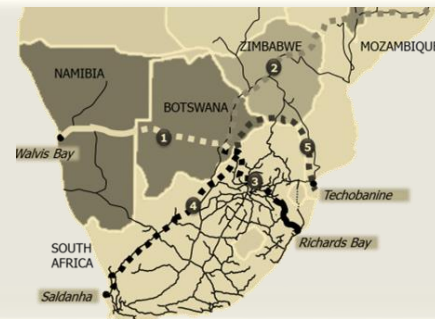 ZIMBABWE
MOZAMBIQUE
2
NAMIBIA
BOTSWANA
Walvis Bay
1
5
3
Techobanine
4
Richards Bay
SOUTH
AFRICA
Saldanha